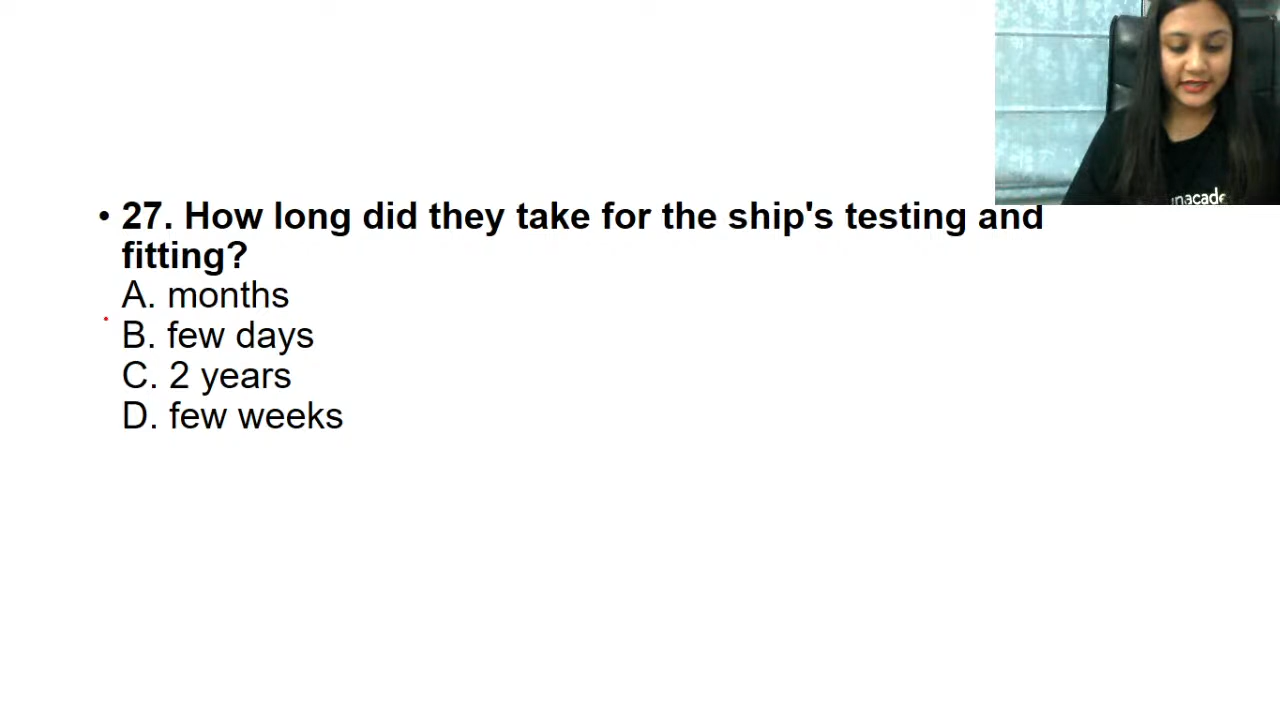 • 27. How long did they take for the ship's testing and
fitting?
A. months
B. few days
C. 2 years
D. few weeks